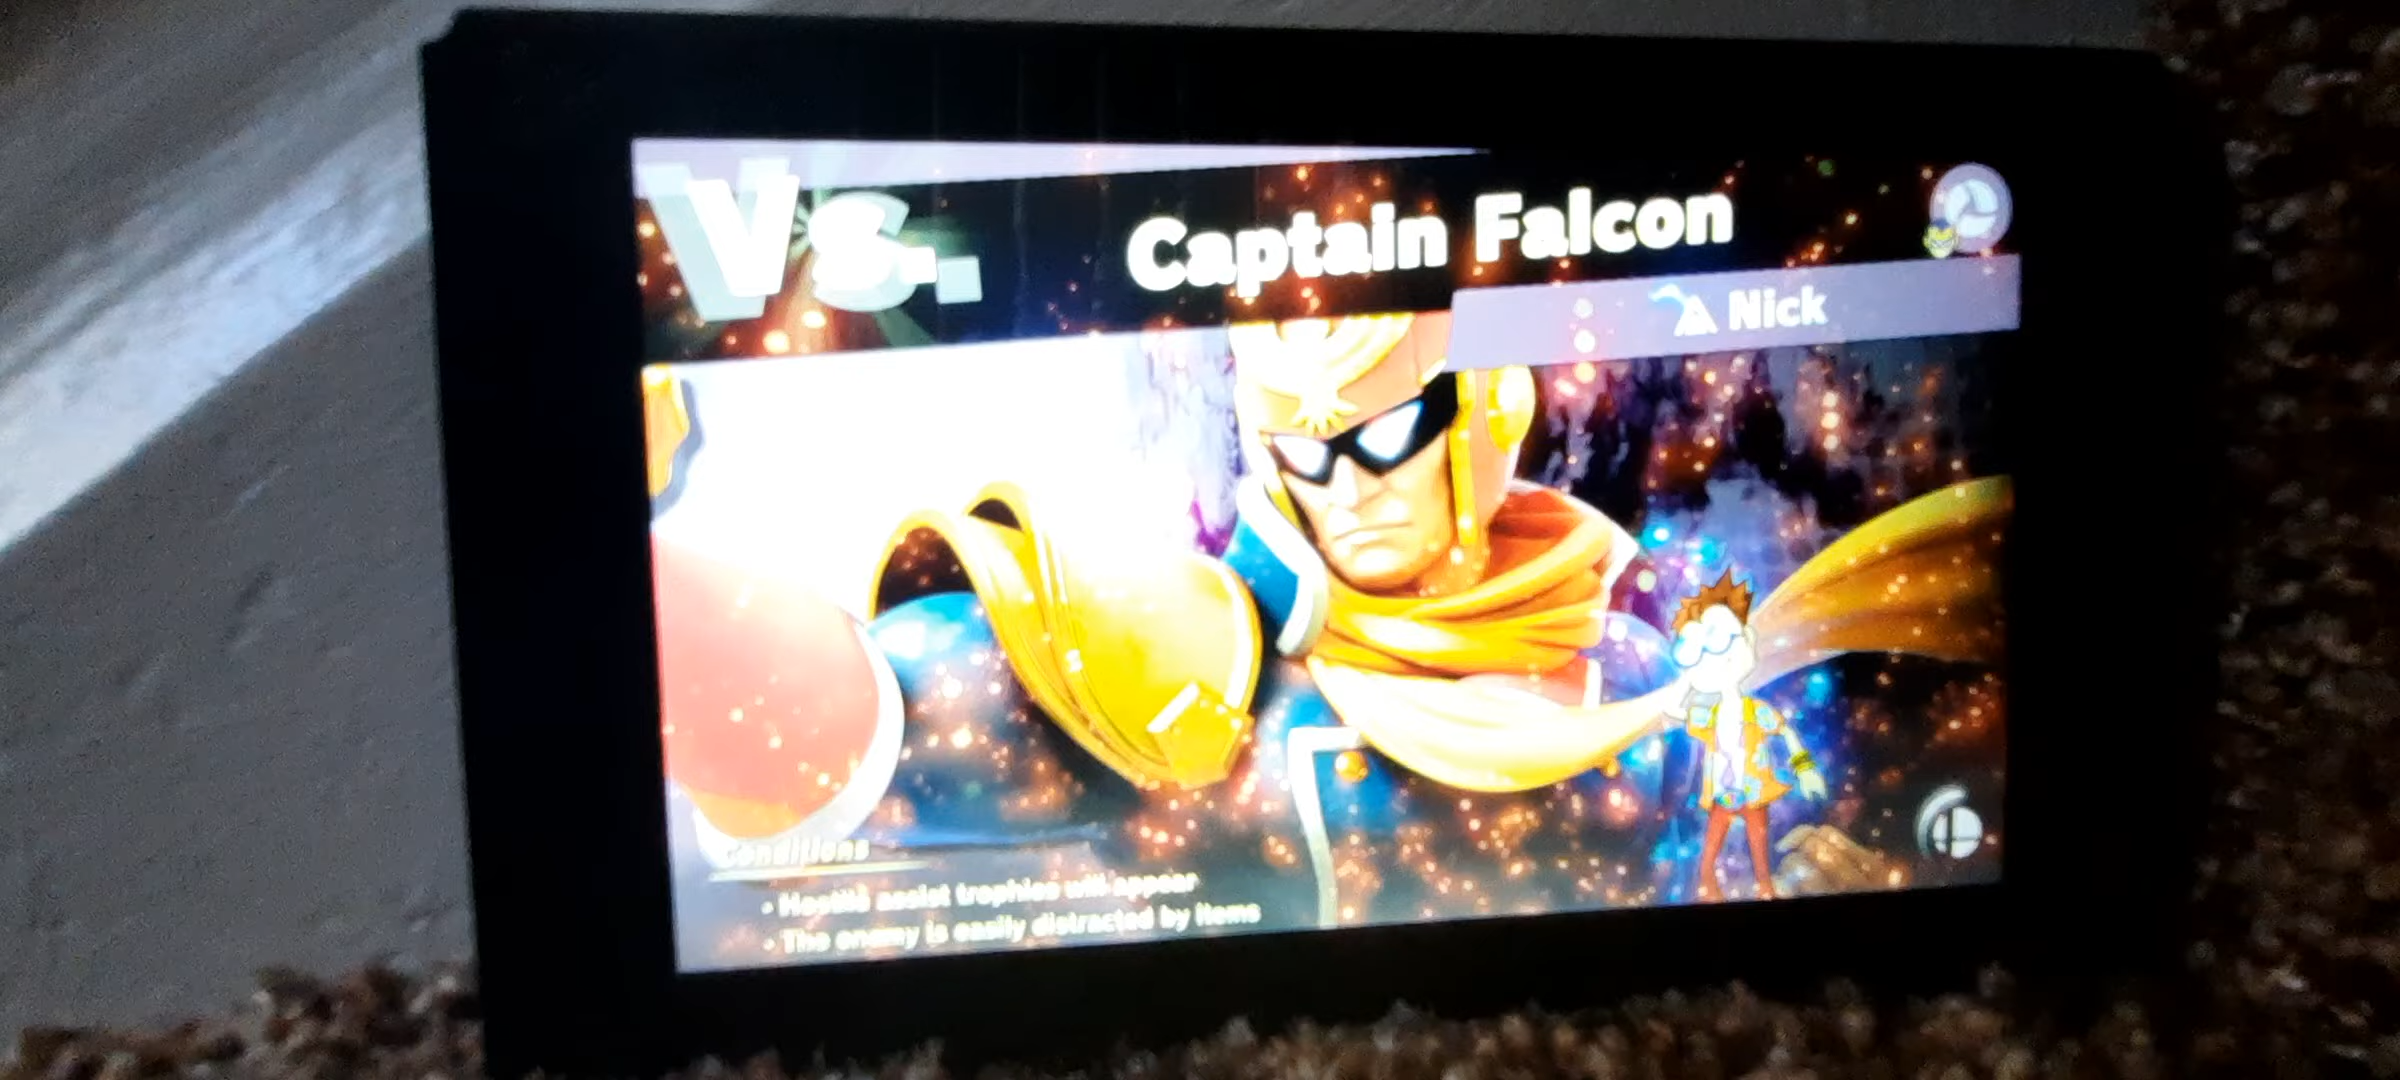 Vs.
Captain Falcon
Nick
Conditions
· Hostile assist trophies will appear
· The enemy is easily distracted by items